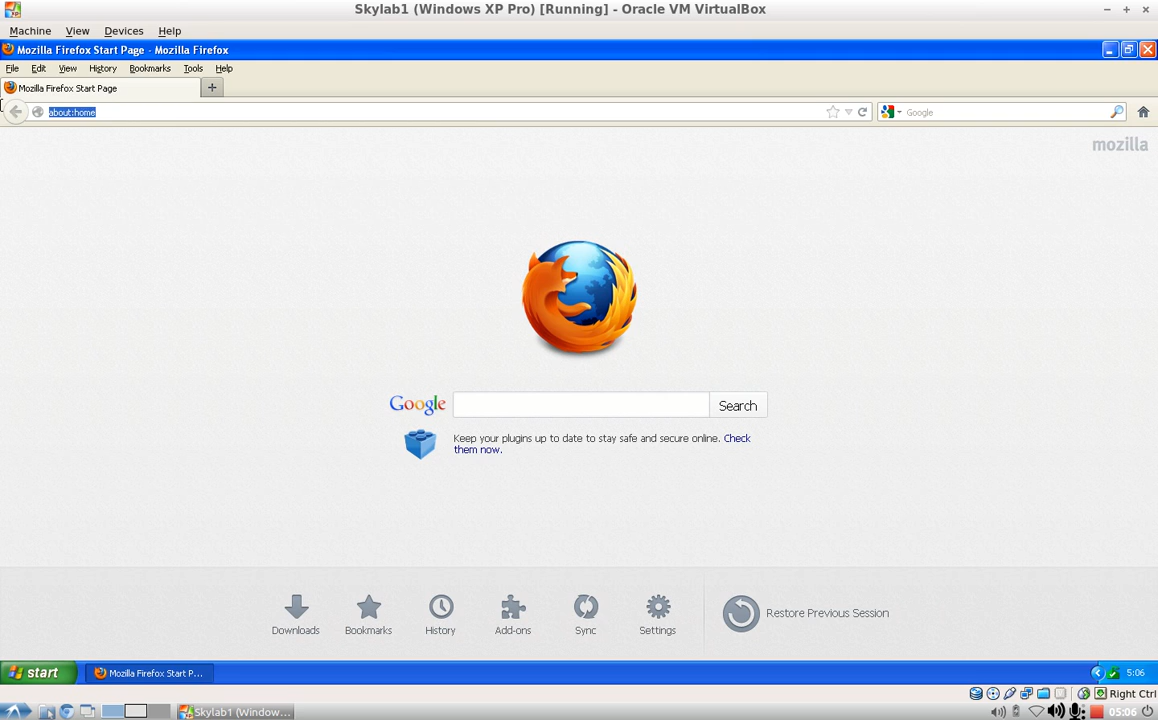 Skylab1 (Windows XP Pro) [Running] - Oracle VM VirtualBox
Machine View Devices Help
Mozilla Firefox Start Page - Mozilla Firefox
File Edit View History Bookmarks Tools Help
Mozilla Firefox Start Page
about:home
Google
mozilla
Google
Search
Keep your plugins up to date to stay safe and secure online. Check
them now.
Downloads Bookmarks History Add-ons Sync Settings
Restore Previous Session
start
Mozilla Firefox Start P...
5:06
Right Ctrl
Skylab1 (Window...
05:06